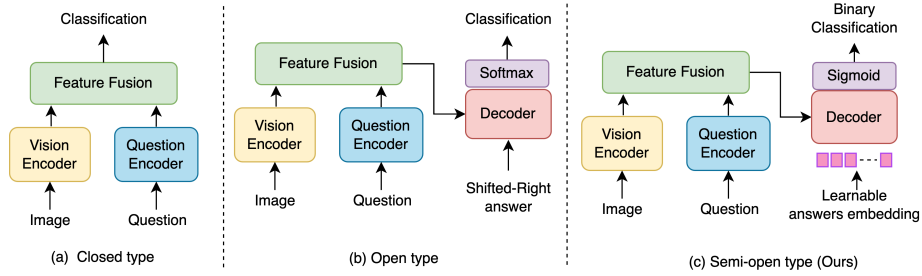 Classification
Feature Fusion
Vision
Encoder
Question
Encoder
Image
Question
(a) Closed type
Classification
Softmax
Feature Fusion
Decoder
Vision
Encoder
Question
Encoder
Image
Question
Shifted-Right
answer
(b) Open type
Binary
Classification
Sigmoid
Feature Fusion
Decoder
Vision
Encoder
Question
Encoder
Image
Question
Learnable
answers embedding
(c) Semi-open type (Ours)